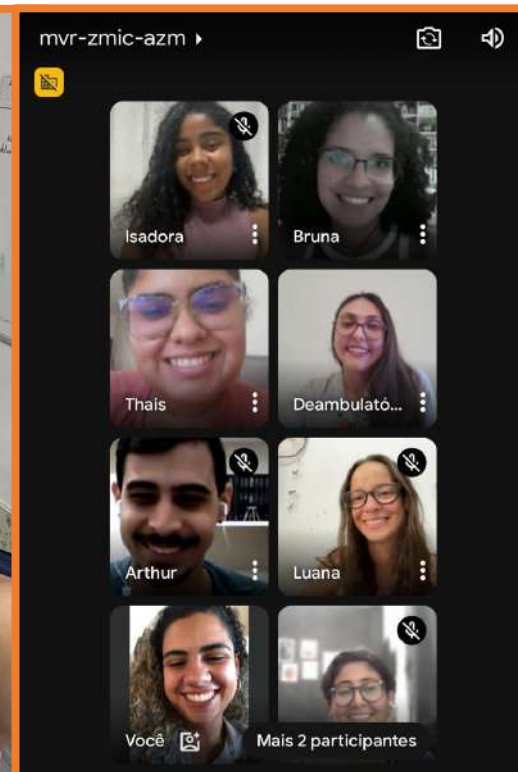 mvr-zmic-azm
Isadora
Bruna
Thais
Deambulató...
Arthur
Luana
Você
Mais 2 participantes